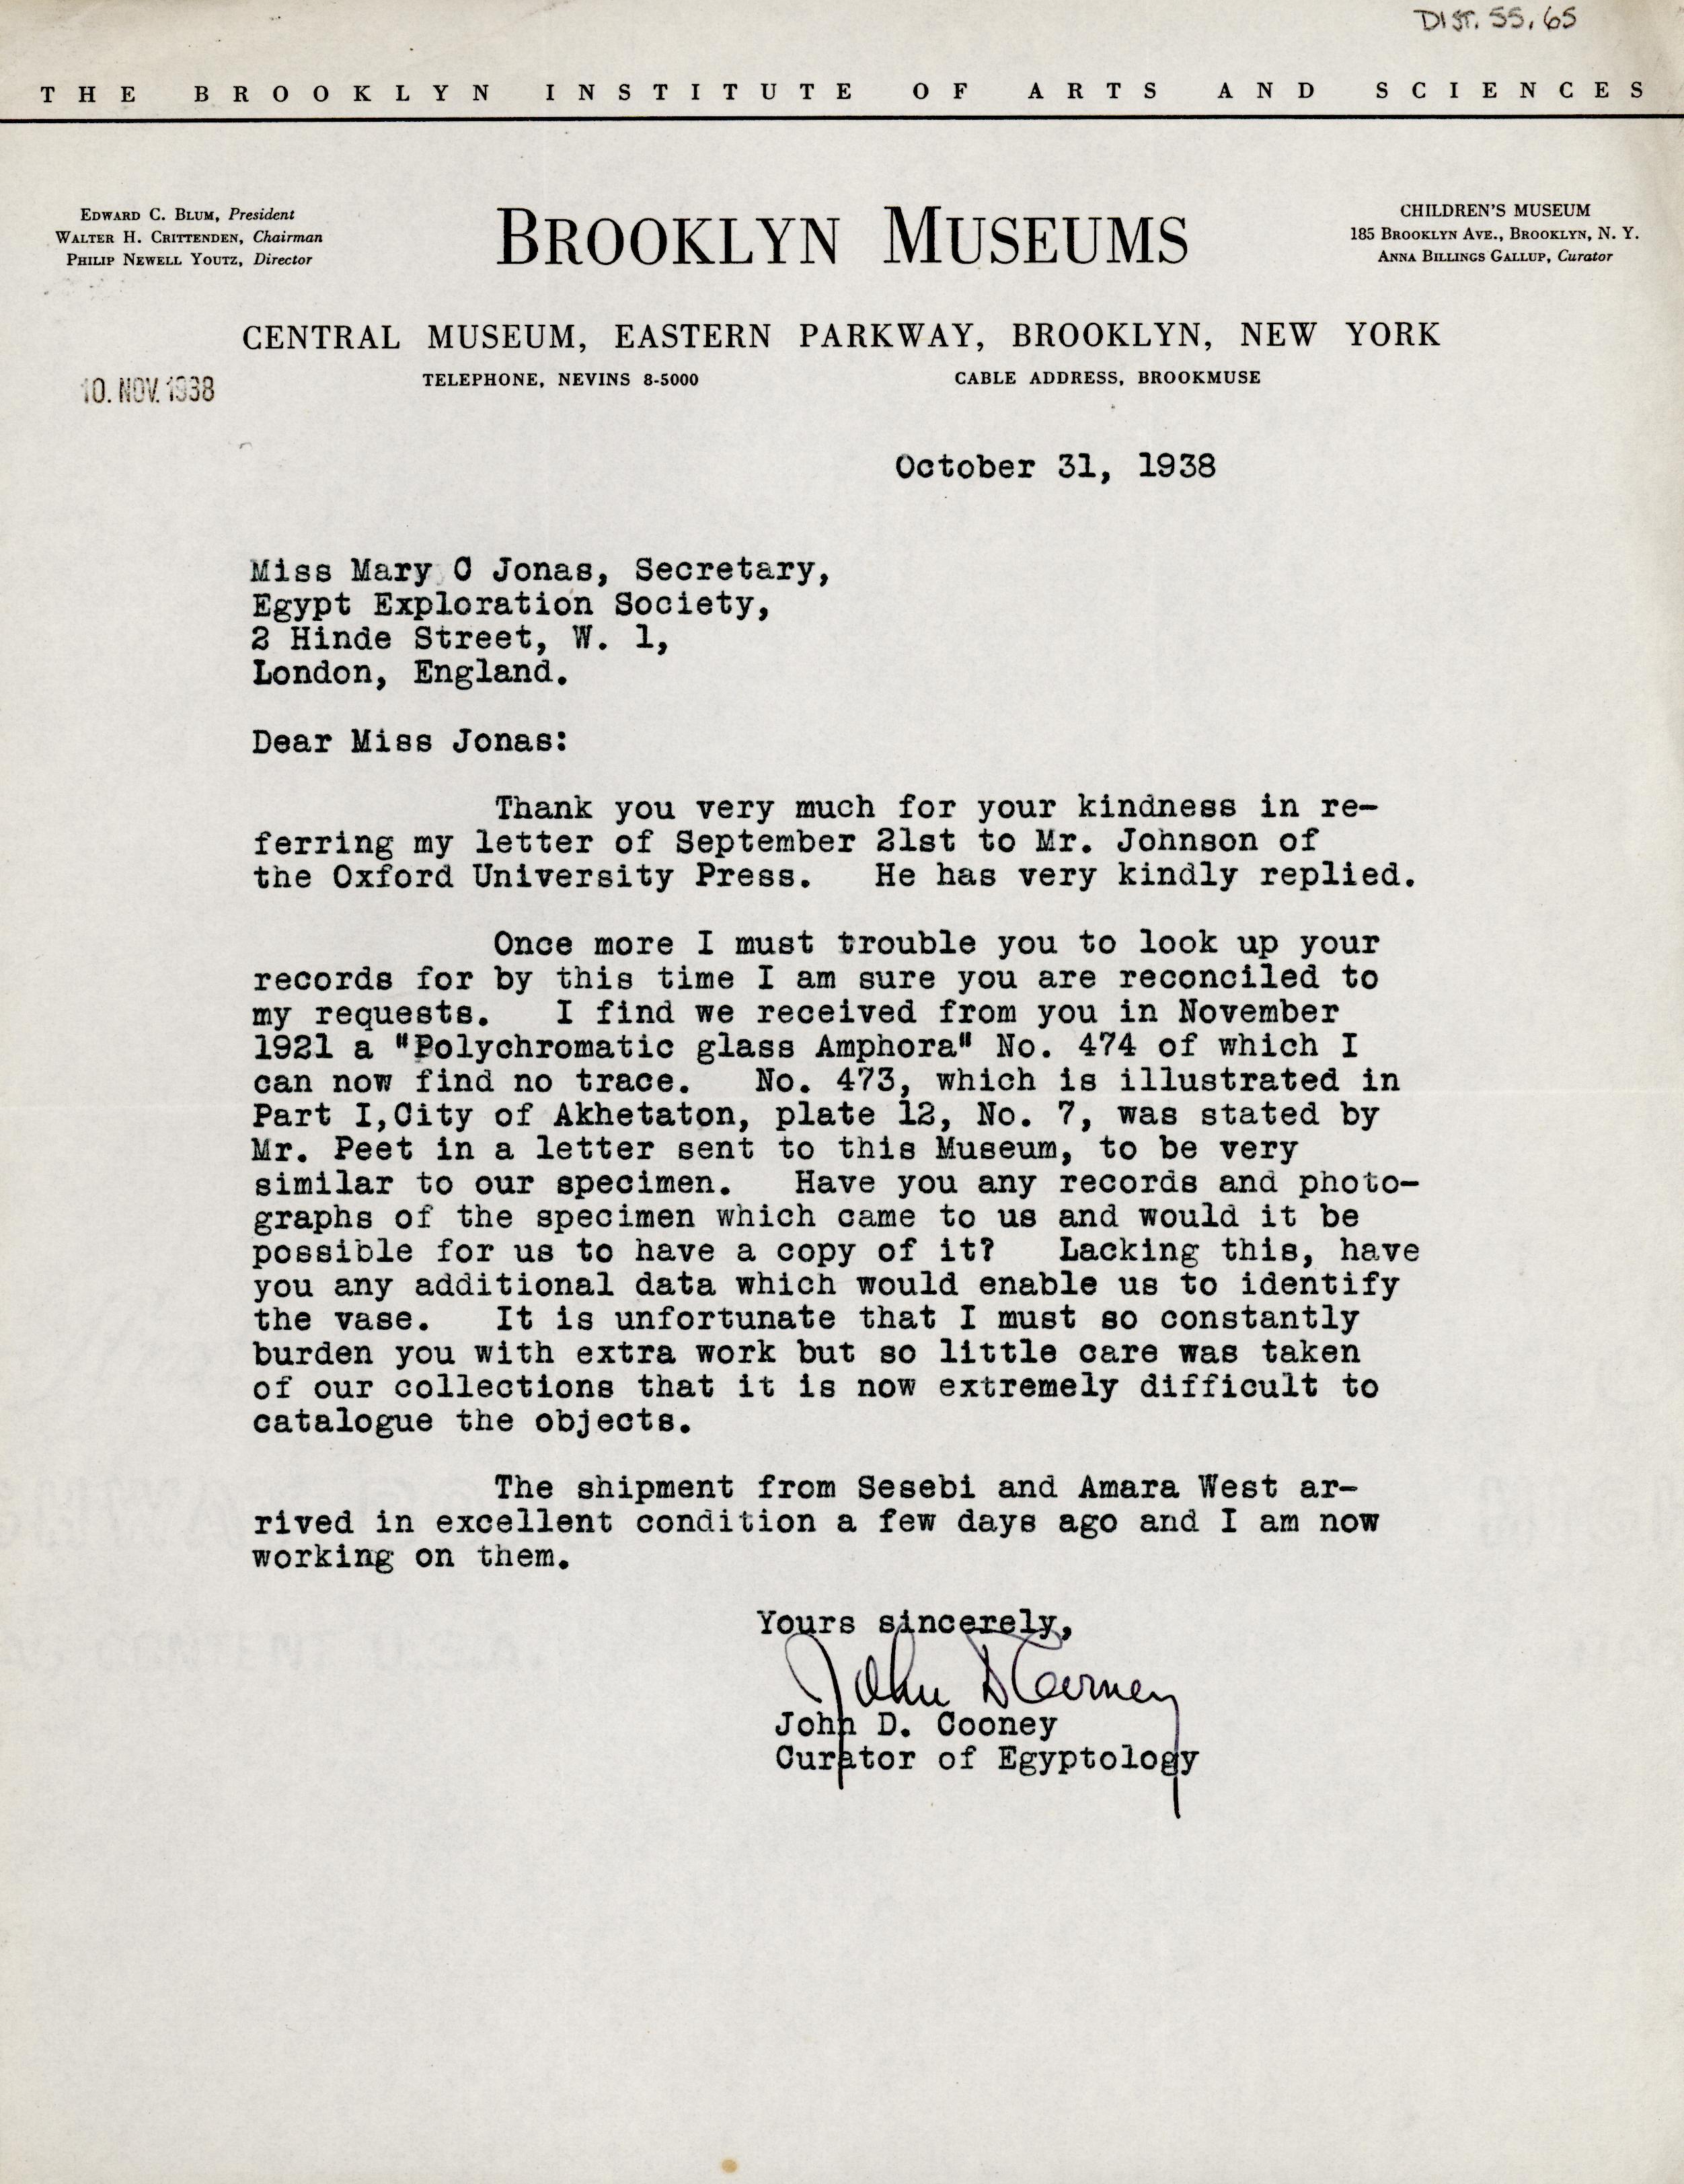 DIST. 55.65
THE BROOKLYN INSTITUTE OF ARTS AND SCIENCES
EDWARD C. BLUM, President
WALTER H. CRITTENDEN, Chairman
PHILIP NEWELL YOUTZ, Director
BROOKLYN MUSEUMS
CHILDREN'S MUSEUM
185 BROOKLYN AVE., BROOKLYN, N. Y.
ANNA BILLINGS GALLUP, Curator
CENTRAL MUSEUM, EASTERN PARKWAY, BROOKLYN, NEW YORK
TELEPHONE, NEVINS 8-5000
CABLE ADDRESS, BROOKMUSE
10. NOV. 1938
October 31, 1938
Miss Mary C Jonas, Secretary,
Egypt Exploration Society,
2 Hinde Street, W. 1,
London, England.
Dear Miss Jonas:
Thank you very much for your kindness in re-
ferring my letter of September 21st to Mr. Johnson of
the Oxford University Press. He has very kindly replied.
Once more I must trouble you to look up your
records for by this time I am sure you are reconciled to
my requests. I find we received from you in November
1921 a "Polychromatic glass Amphora" No. 474 of which I
can now find no trace. No. 473, which is illustrated in
Part I,City of Akhetaton, plate 12, No. 7, was stated by
Mr. Peet in a letter sent to this Museum, to be very
similar to our specimen. Have you any records and photo-
graphs of the specimen which came to us and would it be
possible for us to have a copy of it? Lacking this, have
you any additional data which would enable us to identify
the vase. It is unfortunate that I must so constantly
burden you with extra work but so little care was taken
of our collections that it is now extremely difficult to
catalogue the objects.
The shipment from Sesebi and Amara West ar-
rived in excellent condition a few days ago and I am now
working on them.
Yours sincerely,
John D Cooney
John D. Cooney
Curator of Egyptology